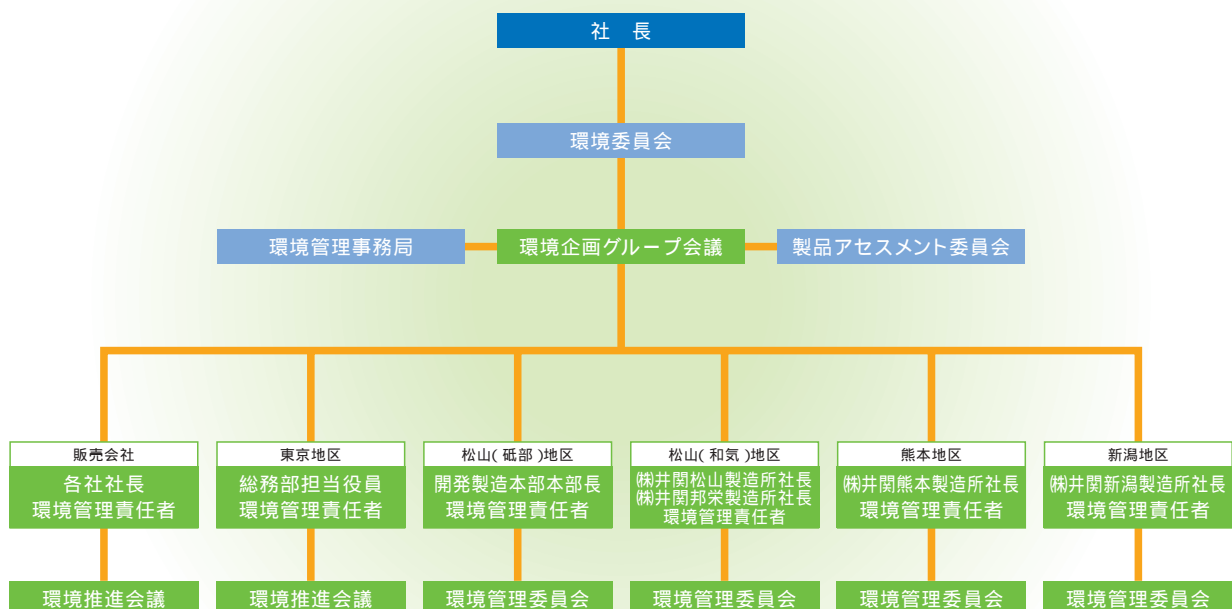 社 長
環境委員会
環境管理事務局
環境企画グループ会議
製品アセスメント委員会
販売会社
各社社長
環境管理責任者
環境推進会議
東京地区
総務部担当役員
環境管理責任者
環境推進会議
松山(砥部)地区
開発製造本部本部長
環境管理責任者
環境管理委員会
松山(和気)地区
㈱井関松山製造所社長
㈱井関邦栄製造所社長
環境管理責任者
環境管理委員会
熊本地区
㈱井関熊本製造所社長
環境管理責任者
環境管理委員会
新潟地区
㈱井関新潟製造所社長
環境管理責任者
環境管理委員会